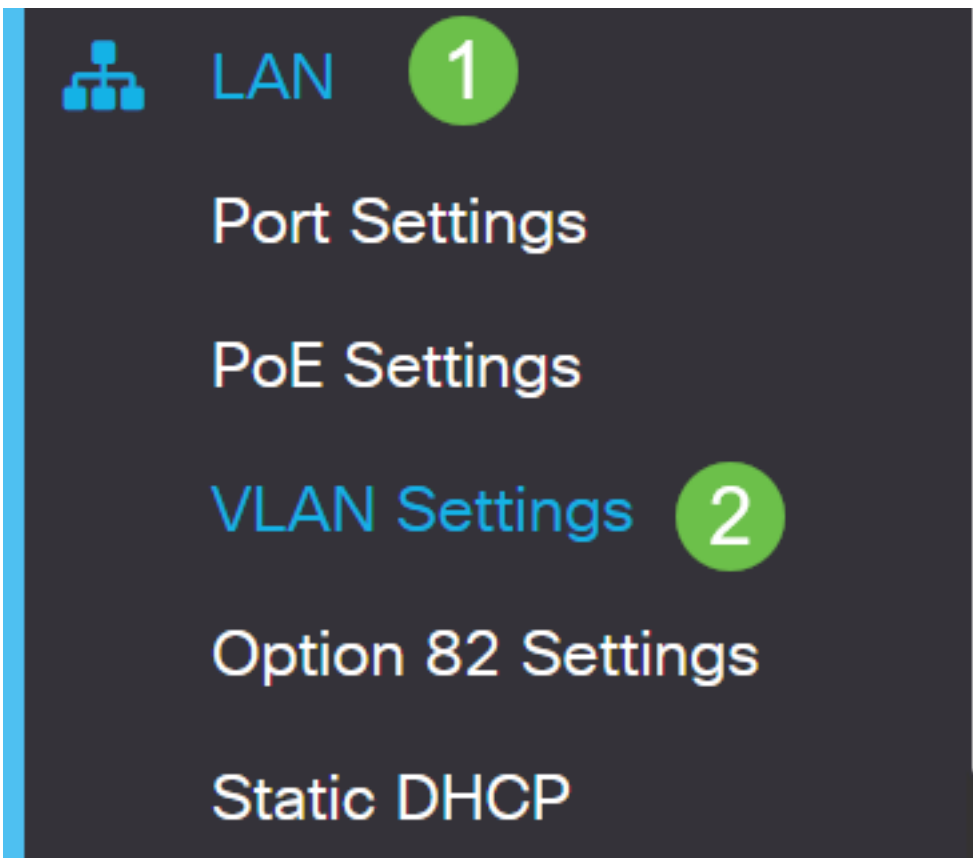 LAN 1
Port Settings
PoE Settings
VLAN Settings 2
Option 82 Settings
Static DHCP